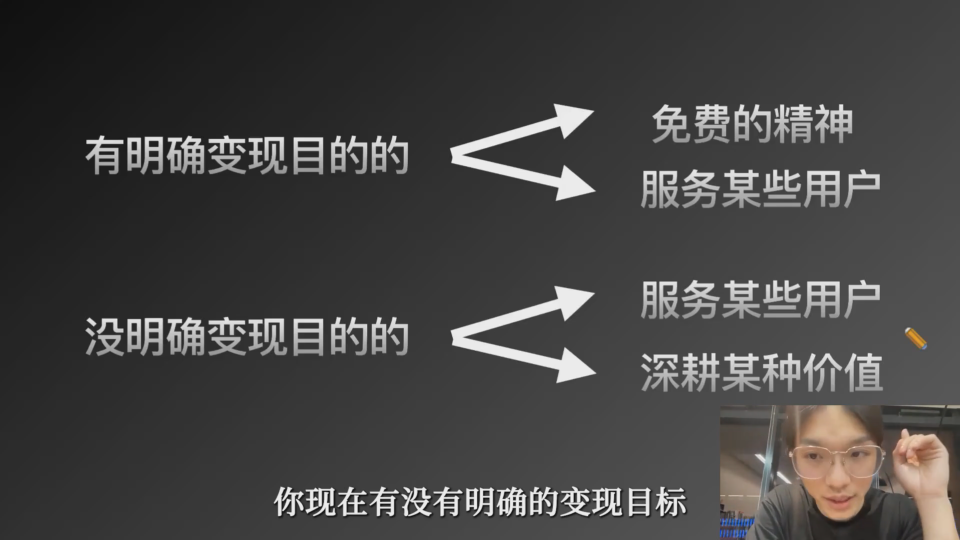 有明确变现目的的
免费的精神
服务某些用户
没明确变现目的的
服务某些用户
深耕某种价值
你现在有没有明确的变现目标